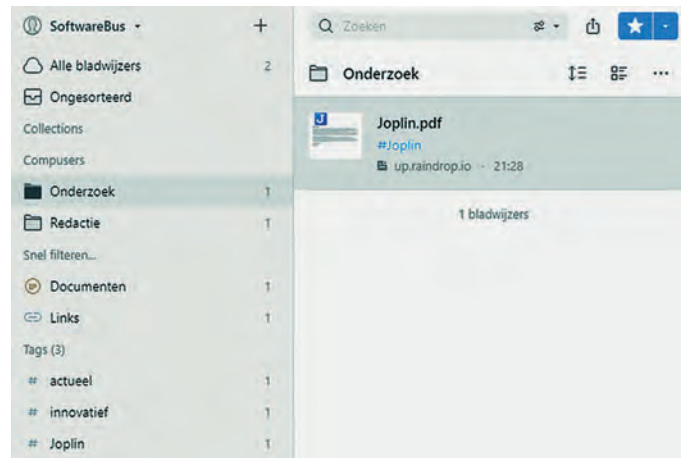 SoftwareBus
Alle bladwijzers 2
Ongesorteerd
Collections
Compusers
Onderzoek 1
Redactie 1
Snel filteren...
Documenten 1
Links 1
Tags (3)
# actueel 1
# innovatief 1
# Joplin 1
Zoeken
Onderzoek
Joplin.pdf
#Joplin
up.raindrop.io · 21:28
1 bladwijzers